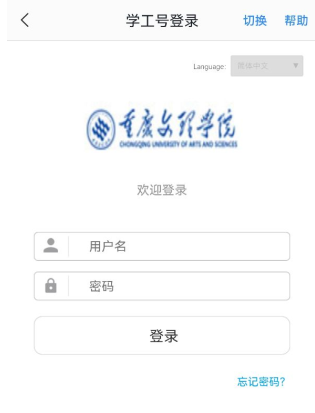 学工号登录 切换 帮助
Language: 简体中文
重庆文理学院
CHONGQING UNIVERSITY OF ARTS AND SCIENCES
欢迎登录
用户名
密码
登录
忘记密码?